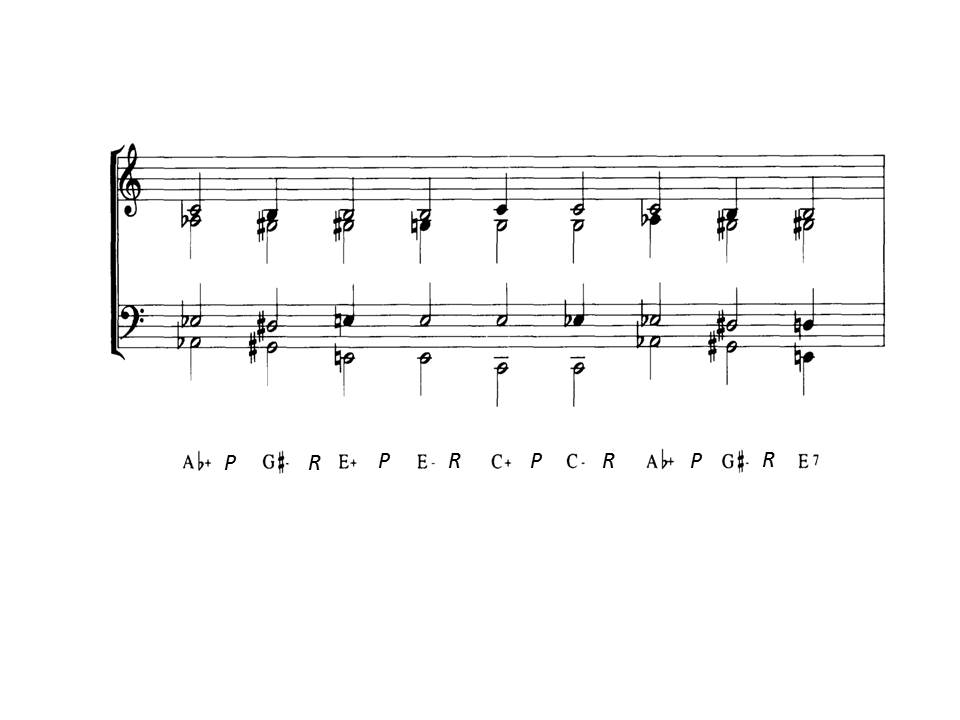 A♭+ P G♯- R E+ P E- R C+ P C- R A♭+ P G♯- R E7